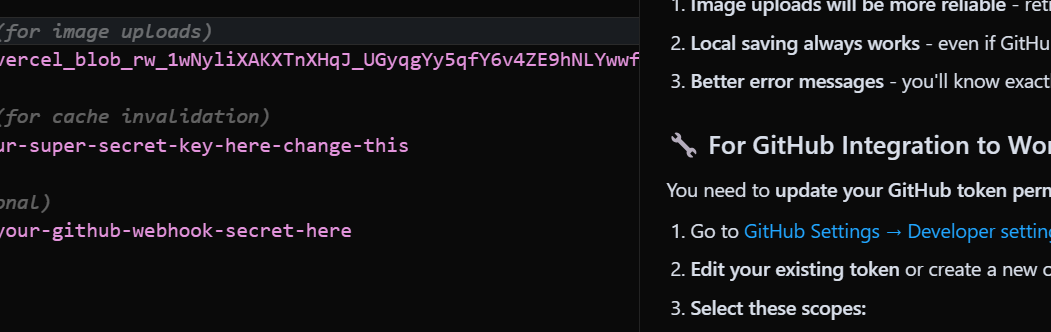 (for image uploads)
vercel_blob_rw_1wNyliXAKXTnXHqJ_UGyqgYy5qfY6v4ZE9hNLYwwf
(for cache invalidation)
ur-super-secret-key-here-change-this
onal)
your-github-webhook-secret-here
1. Image uploads will be more reliable - ret
2. Local saving always works - even if GitHu
3. Better error messages - you'll know exact
🔧 For GitHub Integration to Wor
You need to update your GitHub token perm
1. Go to GitHub Settings → Developer setting
2. Edit your existing token or create a new o
3. Select these scopes: